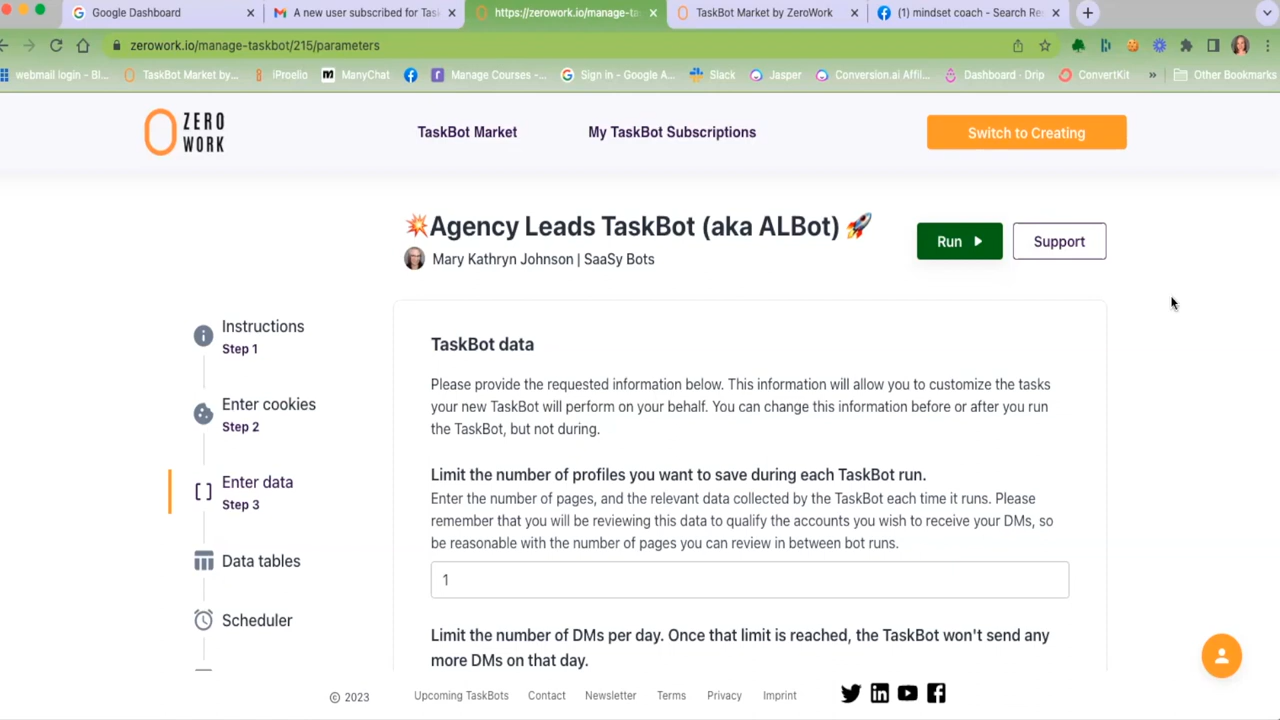 Google Dashboard
A new user subscribed for Tas
https://zerowork.io/manage-ta
TaskBot Market by ZeroWork
(1) mindset coach - Search Re
zerowork.io/manage-taskbot/215/parameters
webmail login - Bl...
TaskBot Market by...
iProelio
ManyChat
Manage Courses -...
Sign in - Google A...
Slack
Jasper
Conversion.ai Affil...
Dashboard · Drip
ConvertKit
»
Other Bookmarks
ZERO
WORK
TaskBot Market
My TaskBot Subscriptions
Switch to Creating
💥Agency Leads TaskBot (aka ALBot) 🚀
Mary Kathryn Johnson | SaaSy Bots
Run
Support
Instructions
Step 1
Enter cookies
Step 2
Enter data
Step 3
Data tables
Scheduler
TaskBot data
Please provide the requested information below. This information will allow you to customize the tasks
your new TaskBot will perform on your behalf. You can change this information before or after you run
the TaskBot, but not during.
Limit the number of profiles you want to save during each TaskBot run.
Enter the number of pages, and the relevant data collected by the TaskBot each time it runs. Please
remember that you will be reviewing this data to qualify the accounts you wish to receive your DMs, so
be reasonable with the number of pages you can review in between bot runs.
1
Limit the number of DMs per day. Once that limit is reached, the TaskBot won't send any
more DMs on that day.
© 2023
Upcoming TaskBots
Contact
Newsletter
Terms
Privacy
Imprint